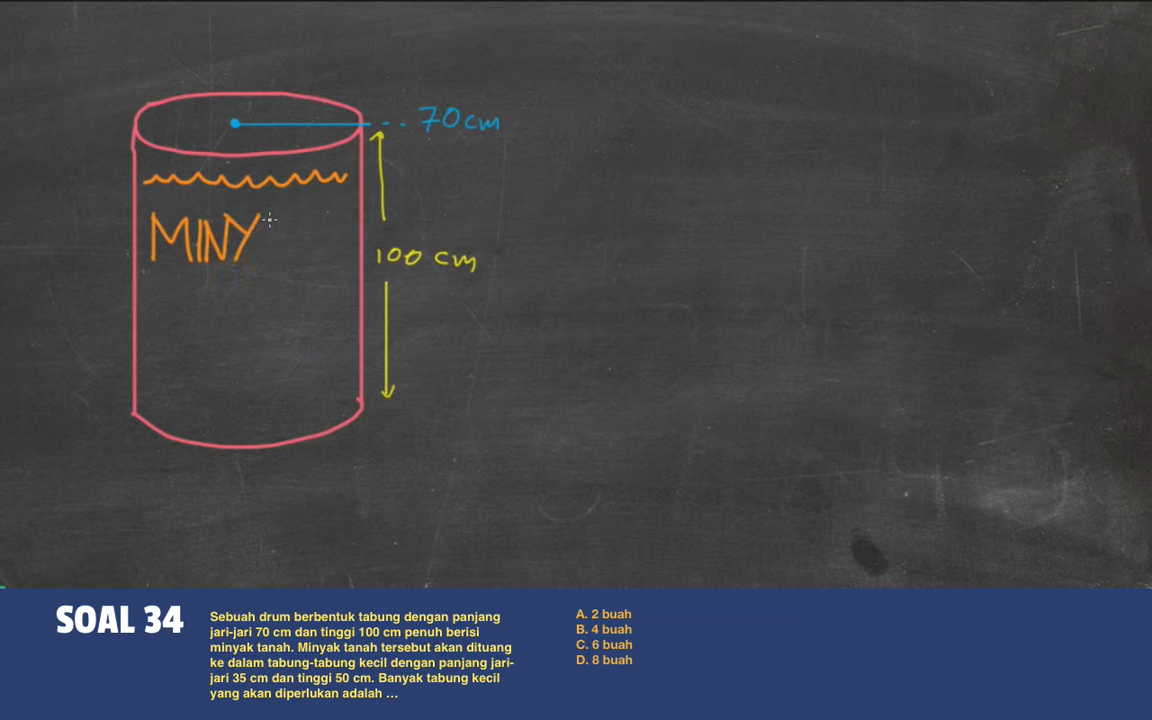 70 cm
MINY
100 cm
SOAL 34
Sebuah drum berbentuk tabung dengan panjang
jari-jari 70 cm dan tinggi 100 cm penuh berisi
minyak tanah. Minyak tanah tersebut akan dituang
ke dalam tabung-tabung kecil dengan panjang jari-
jari 35 cm dan tinggi 50 cm. Banyak tabung kecil
yang akan diperlukan adalah ...
A. 2 buah
B. 4 buah
C. 6 buah
D. 8 buah